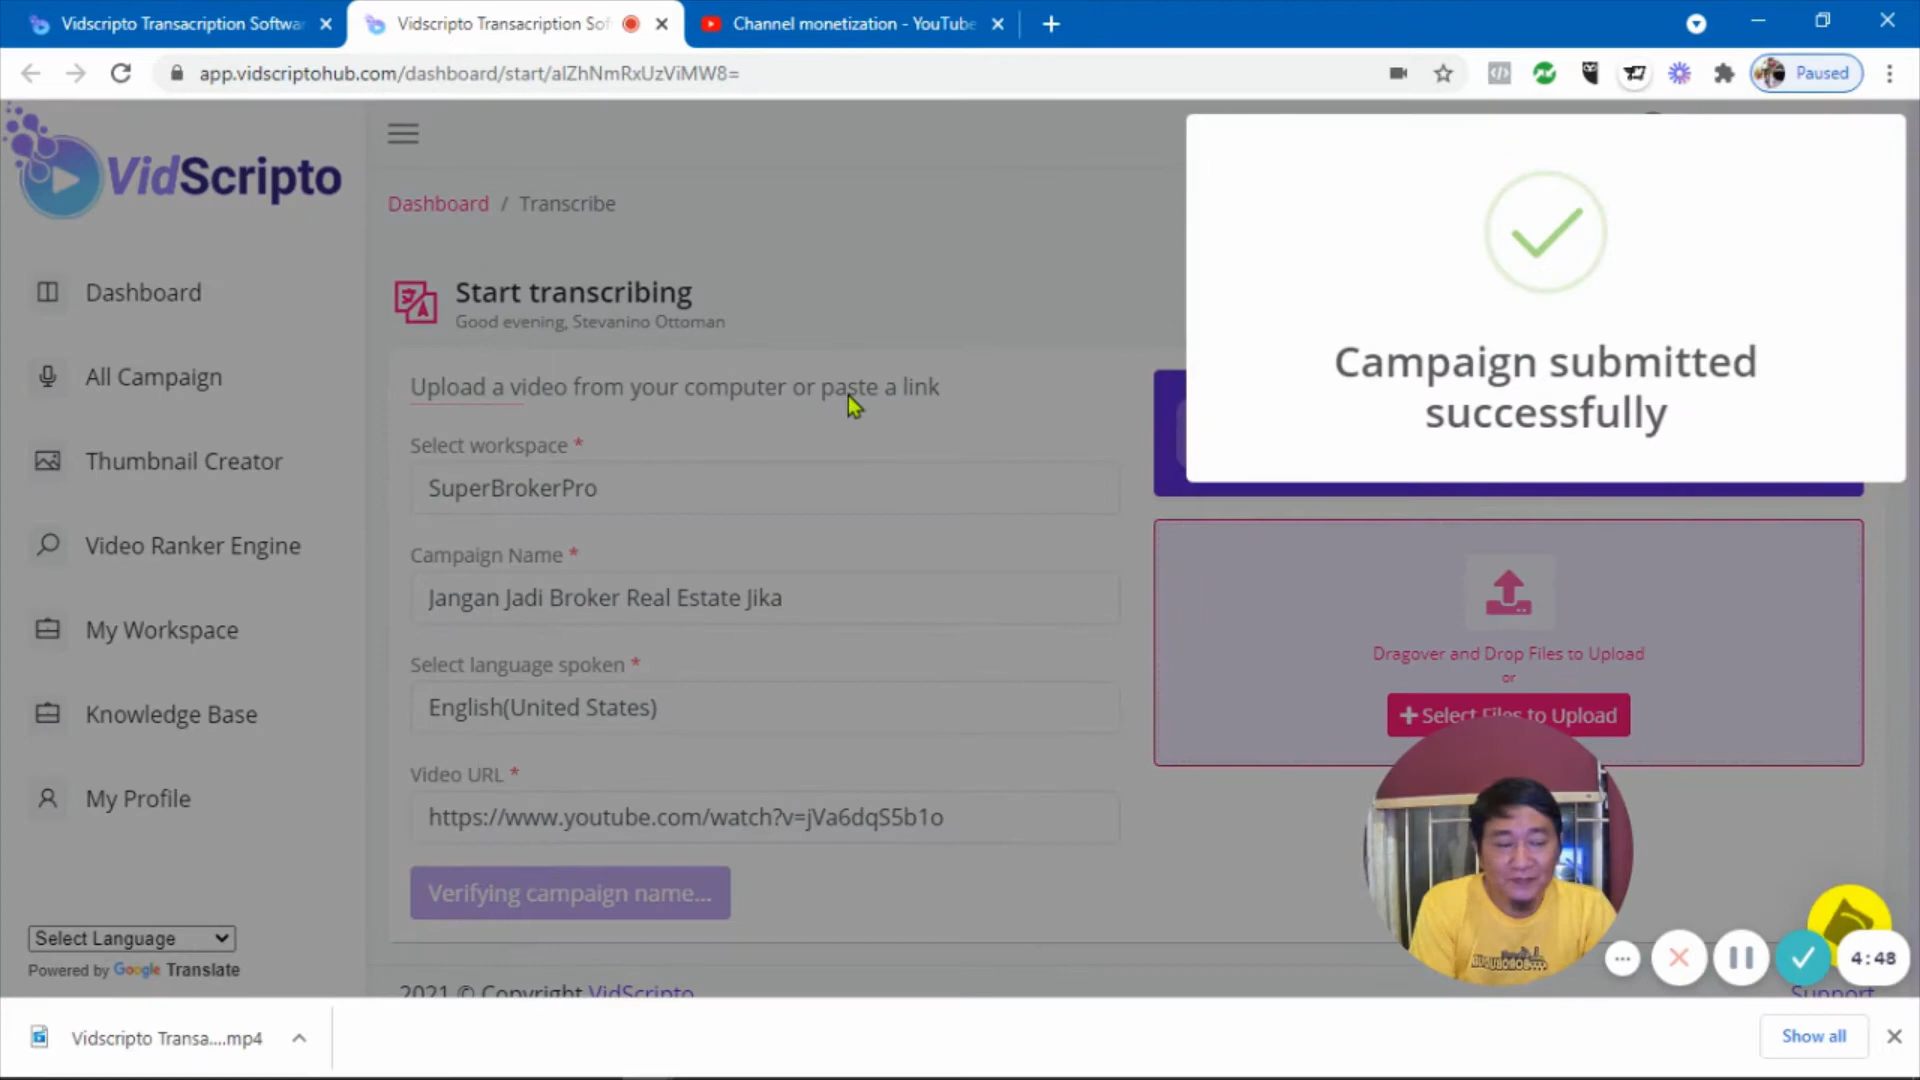 Vidscripto Transacription Softwa
Vidscripto Transacription Sof
Channel monetization - YouTube
app.vidscriptohub.com/dashboard/start/alZhNmRxUzViMW8=
Paused
VidScripto
Dashboard / Transcribe
Start transcribing
Good evening, Stevanino Ottoman
Campaign submitted
successfully
Dashboard
All Campaign
Thumbnail Creator
Video Ranker Engine
My Workspace
Knowledge Base
My Profile
Select Language
Powered by Google Translate
Upload a video from your computer or paste a link
Select workspace *
SuperBrokerPro
Campaign Name *
Jangan Jadi Broker Real Estate Jika
Select language spoken *
English(United States)
Video URL *
https://www.youtube.com/watch?v=jVa6dqS5b1o
Verifying campaign name...
Dragover and Drop Files to Upload
or
+ Select Files to Upload
4:48
2021 © Copyright VidScripto
Support
Vidscripto Transa....mp4
Show all